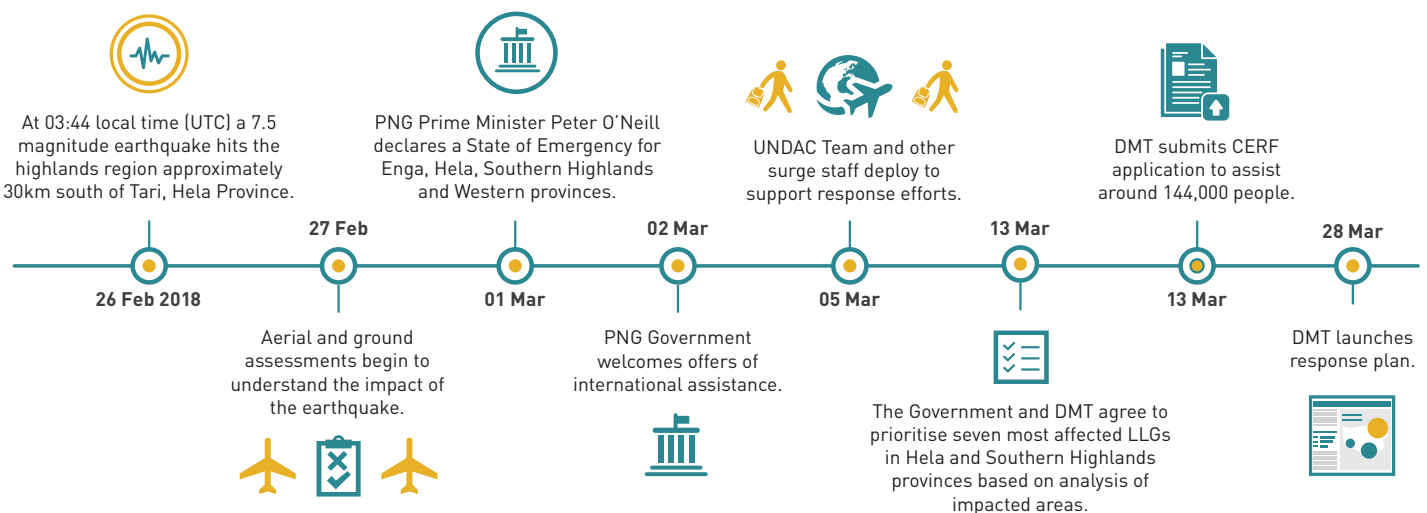 At 03:44 local time (UTC) a 7.5
magnitude earthquake hits the
highlands region approximately
30km south of Tari, Hela Province.
26 Feb 2018
27 Feb
Aerial and ground
assessments begin to
understand the impact of
the earthquake.
PNG Prime Minister Peter O’Neill
declares a State of Emergency for
Enga, Hela, Southern Highlands
and Western provinces.
01 Mar
02 Mar
PNG Government
welcomes offers of
international assistance.
UNDAC Team and other
surge staff deploy to
support response efforts.
05 Mar
13 Mar
The Government and DMT agree to
prioritise seven most affected LLGs
in Hela and Southern Highlands
provinces based on analysis of
impacted areas.
DMT submits CERF
application to assist
around 144,000 people.
13 Mar
28 Mar
DMT launches
response plan.